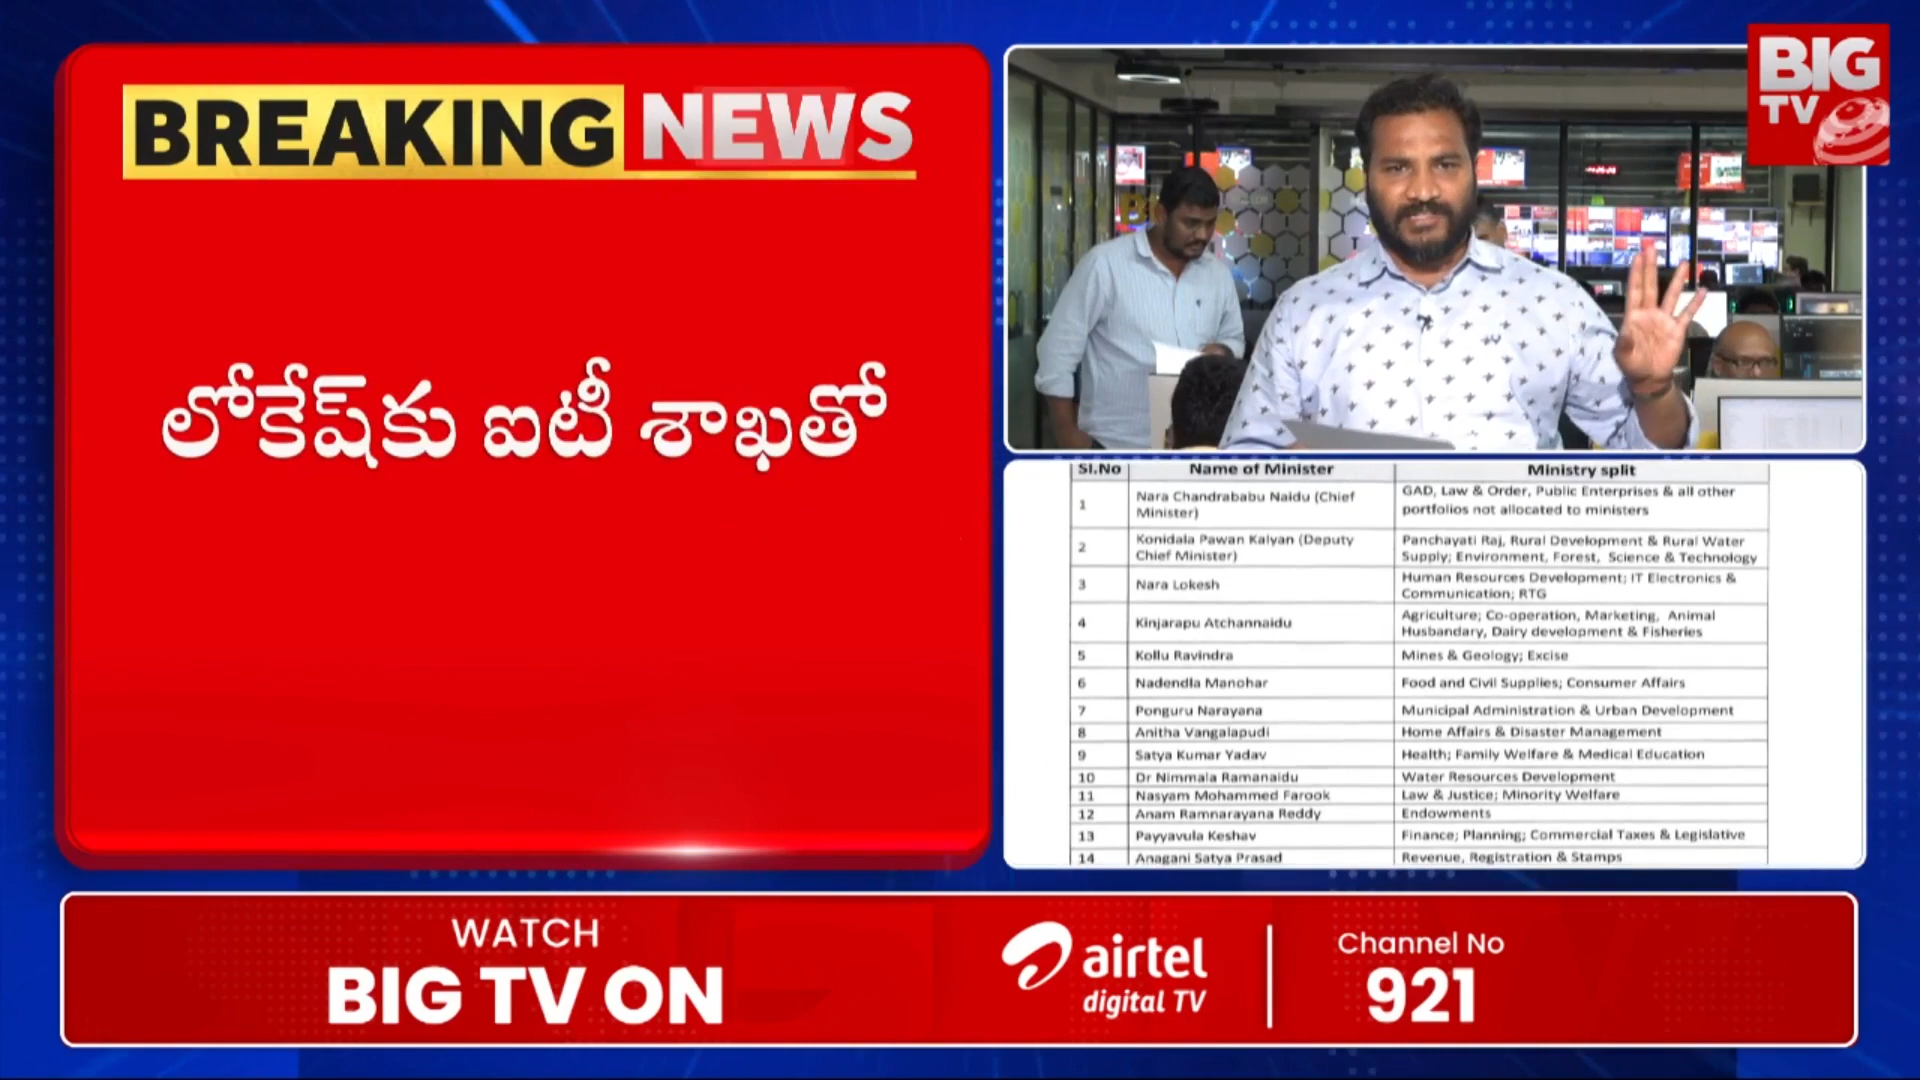 BREAKING NEWS
లోకేష్‌కు ఐటీ శాఖతో
BIG
TV
Sl.No Name of Minister Ministry split
1 Nara Chandrababu Naidu (Chief Minister) GAD, Law & Order, Public Enterprises & all other portfolios not allocated to ministers
2 Konidala Pawan Kalyan (Deputy Chief Minister) Panchayati Raj, Rural Development & Rural Water Supply; Environment, Forest, Science & Technology
3 Nara Lokesh Human Resources Development; IT Electronics & Communication; RTG
4 Kinjarapu Atchannaidu Agriculture; Co-operation, Marketing, Animal Husbandary, Dairy development & Fisheries
5 Kollu Ravindra Mines & Geology; Excise
6 Nadendla Manohar Food and Civil Supplies; Consumer Affairs
7 Ponguru Narayana Municipal Administration & Urban Development
8 Anitha Vangalapudi Home Affairs & Disaster Management
9 Satya Kumar Yadav Health; Family Welfare & Medical Education
10 Dr Nimmala Ramanaidu Water Resources Development
11 Nasyam Mohammed Farook Law & Justice; Minority Welfare
12 Anam Ramnarayana Reddy Endowments
13 Payyavula Keshav Finance; Planning; Commercial Taxes & Legislative
14 Anagani Satya Prasad Revenue, Registration & Stamps
WATCH
BIG TV ON
airtel
digital TV
Channel No
921